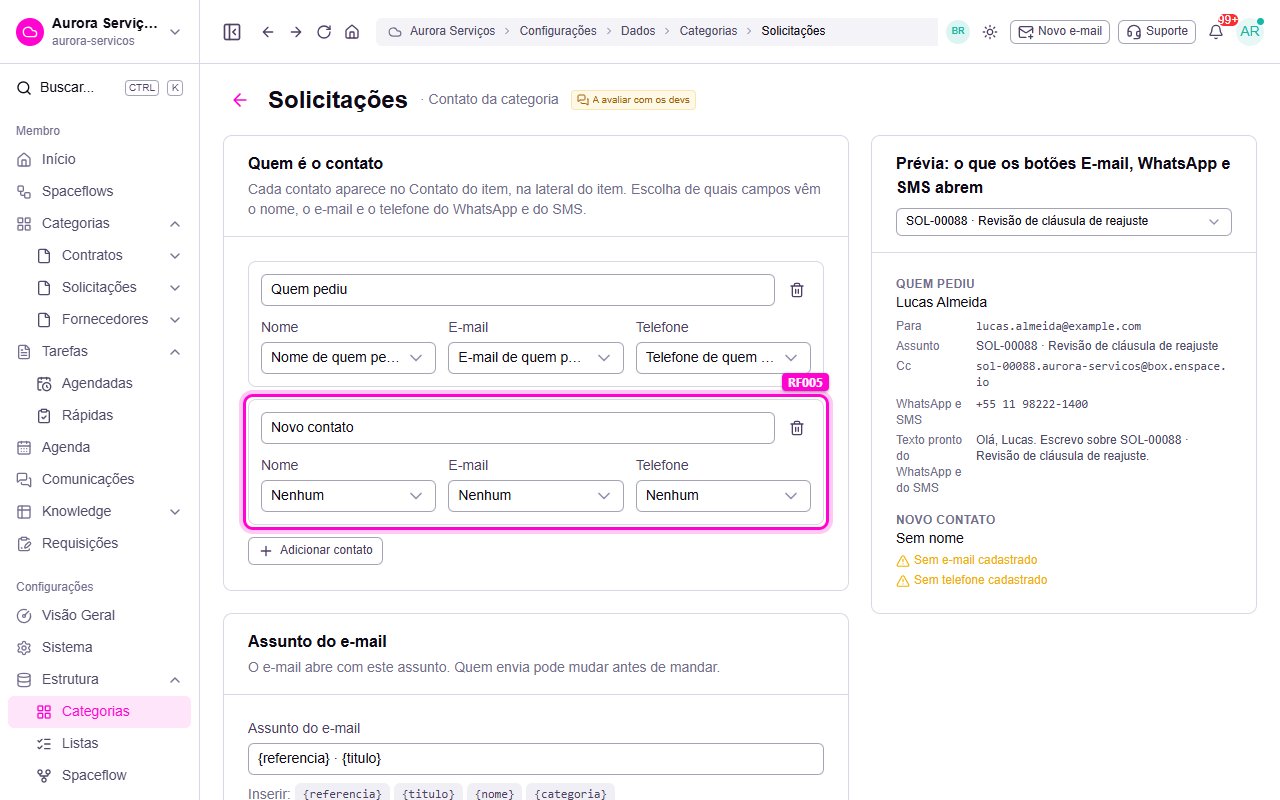 Aurora Serviç...
aurora-servicos
Aurora Serviços > Configurações > Dados > Categorias > Solicitações
BR
Novo e-mail
Suporte
99+
AR
Buscar...
CTRL
K
Membro
Início
Spaceflows
Categorias
Contratos
Solicitações
Fornecedores
Tarefas
Agendadas
Rápidas
Agenda
Comunicações
Knowledge
Requisições
Configurações
Visão Geral
Sistema
Estrutura
Categorias
Listas
Spaceflow
Solicitações · Contato da categoria
A avaliar com os devs
Quem é o contato
Cada contato aparece no Contato do item, na lateral do item. Escolha de quais campos vêm
o nome, o e-mail e o telefone do WhatsApp e do SMS.
Quem pediu
Nome
E-mail
Telefone
Nome de quem pe...
E-mail de quem p...
Telefone de quem ...
RF005
Novo contato
Nome
E-mail
Telefone
Nenhum
Nenhum
Nenhum
Adicionar contato
Assunto do e-mail
O e-mail abre com este assunto. Quem envia pode mudar antes de mandar.
Assunto do e-mail
{referencia} · {titulo}
Inserir: {referencia} {titulo} {nome} {categoria}
Prévia: o que os botões E-mail, WhatsApp e
SMS abrem
SOL-00088 · Revisão de cláusula de reajuste
QUEM PEDIU
Lucas Almeida
Para
lucas.almeida@example.com
Assunto
SOL-00088 · Revisão de cláusula de reajuste
Cc
sol-00088.aurora-servicos@box.enspace.
io
WhatsApp e
SMS
+55 11 98222-1400
Texto pronto
do
WhatsApp e
do SMS
Olá, Lucas. Escrevo sobre SOL-00088 ·
Revisão de cláusula de reajuste.
NOVO CONTATO
Sem nome
Sem e-mail cadastrado
Sem telefone cadastrado